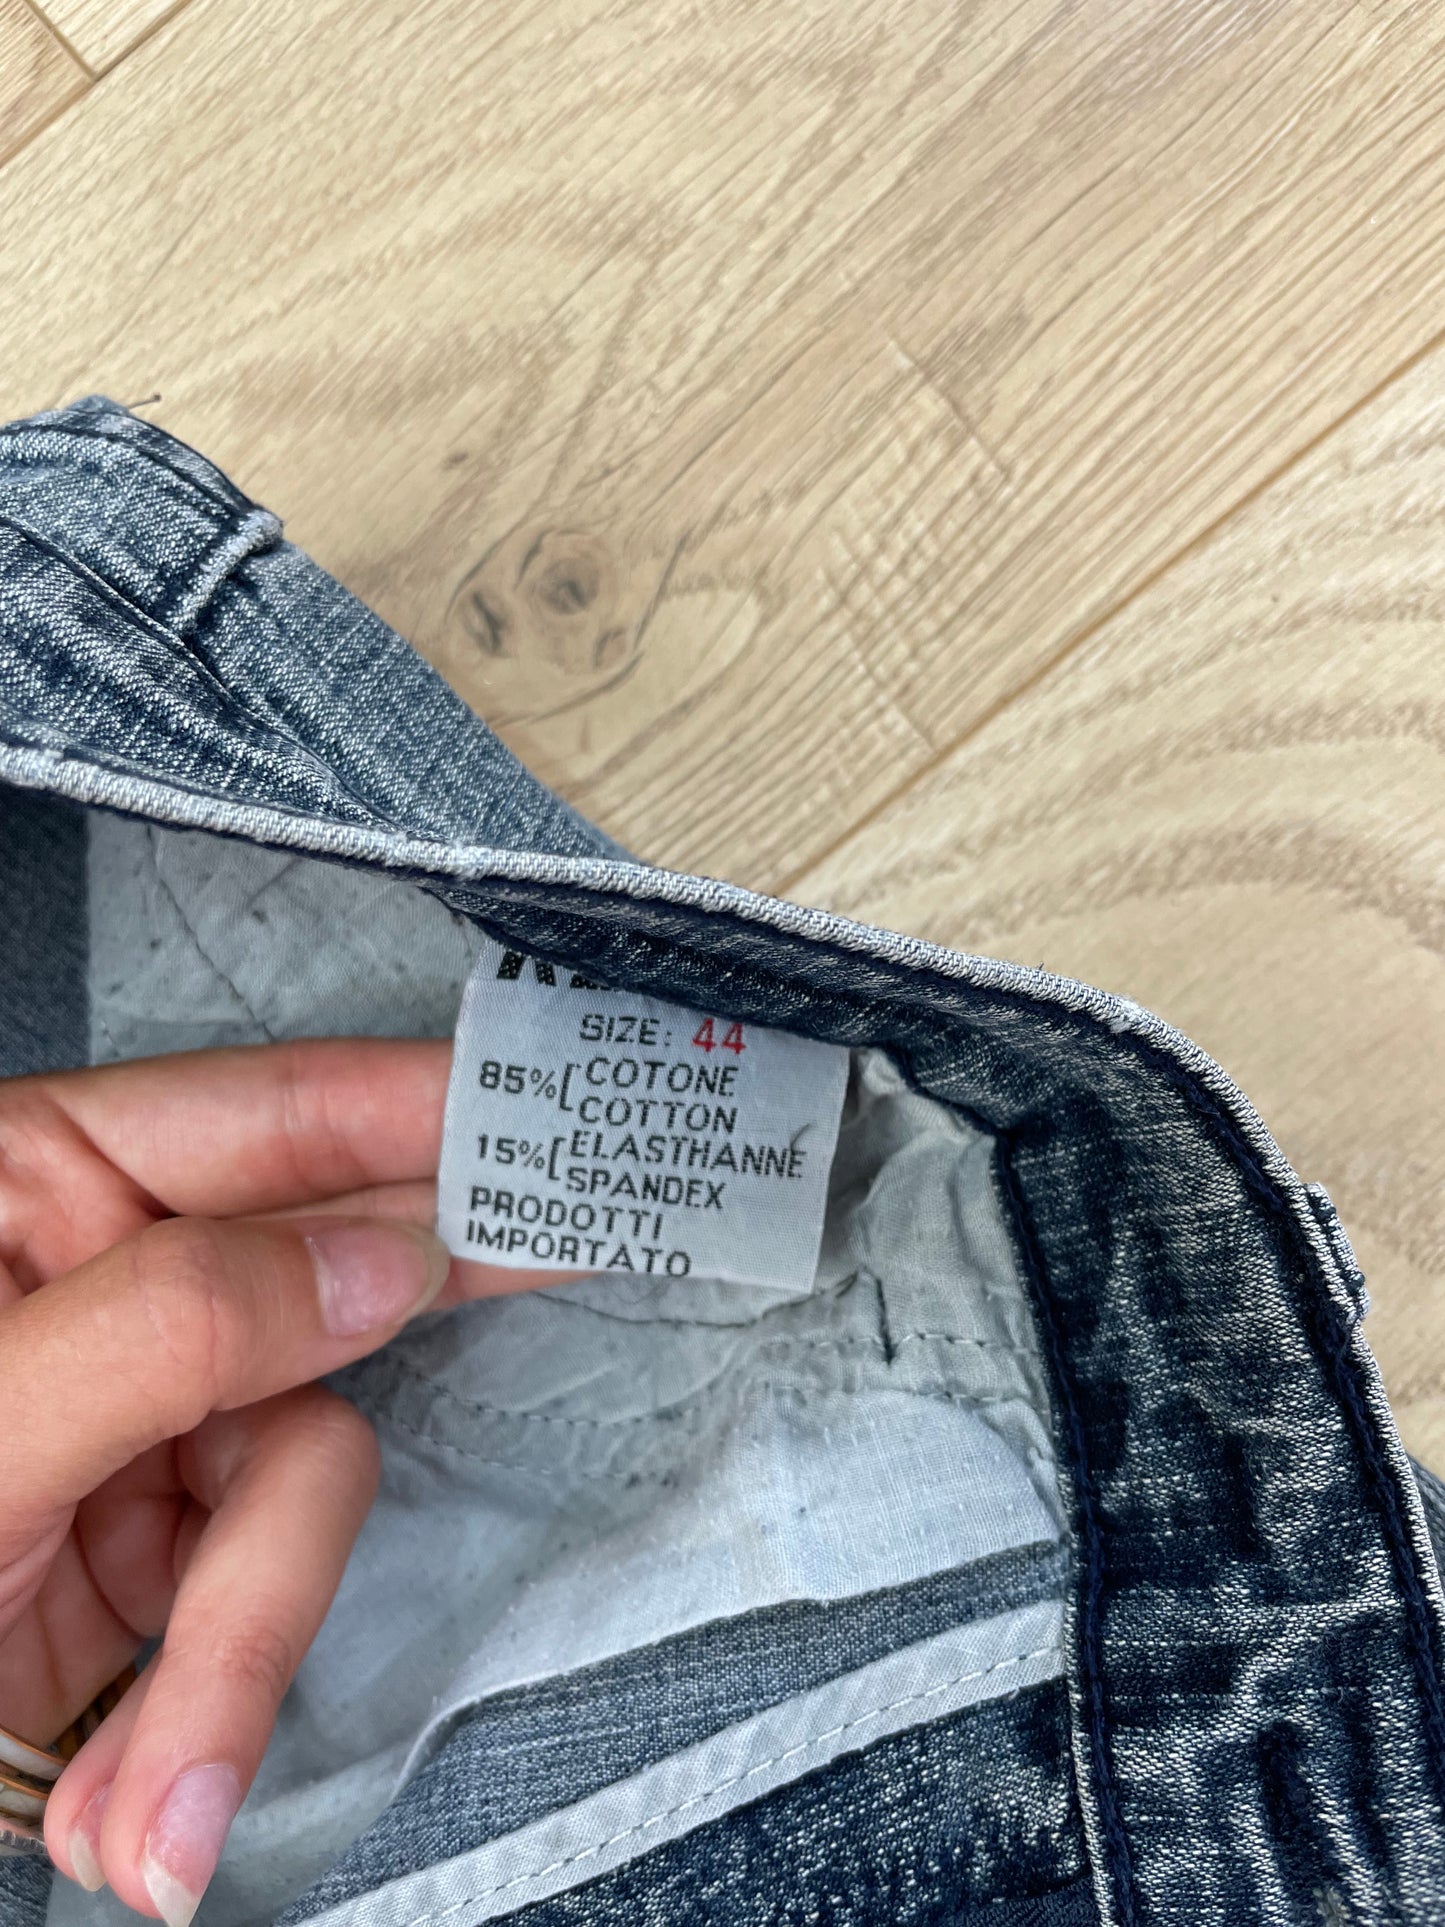 SIZE: 44
85% [COTONE
COTTON
15% [ELASTHANNE
SPANDEX
PRODOTTI
IMPORTATO